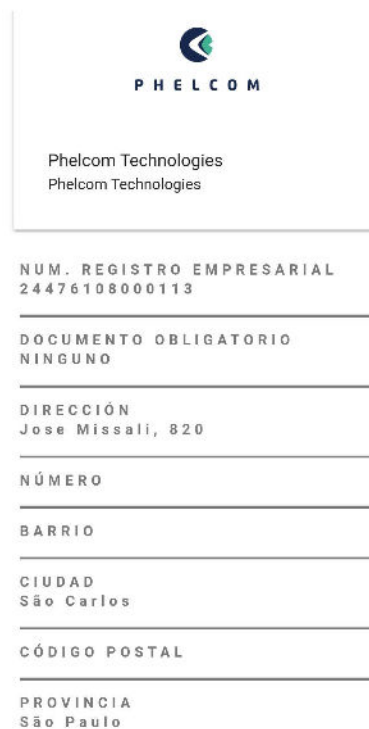 PHELCOM
Phelcom Technologies
Phelcom Technologies
NUM. REGISTRO EMPRESARIAL
24476108000113
DOCUMENTO OBLIGATORIO
NINGUNO
DIRECCIÓN
Jose Missali, 820
NÚMERO
BARRIO
CIUDAD
São Carlos
CÓDIGO POSTAL
PROVINCIA
São Paulo